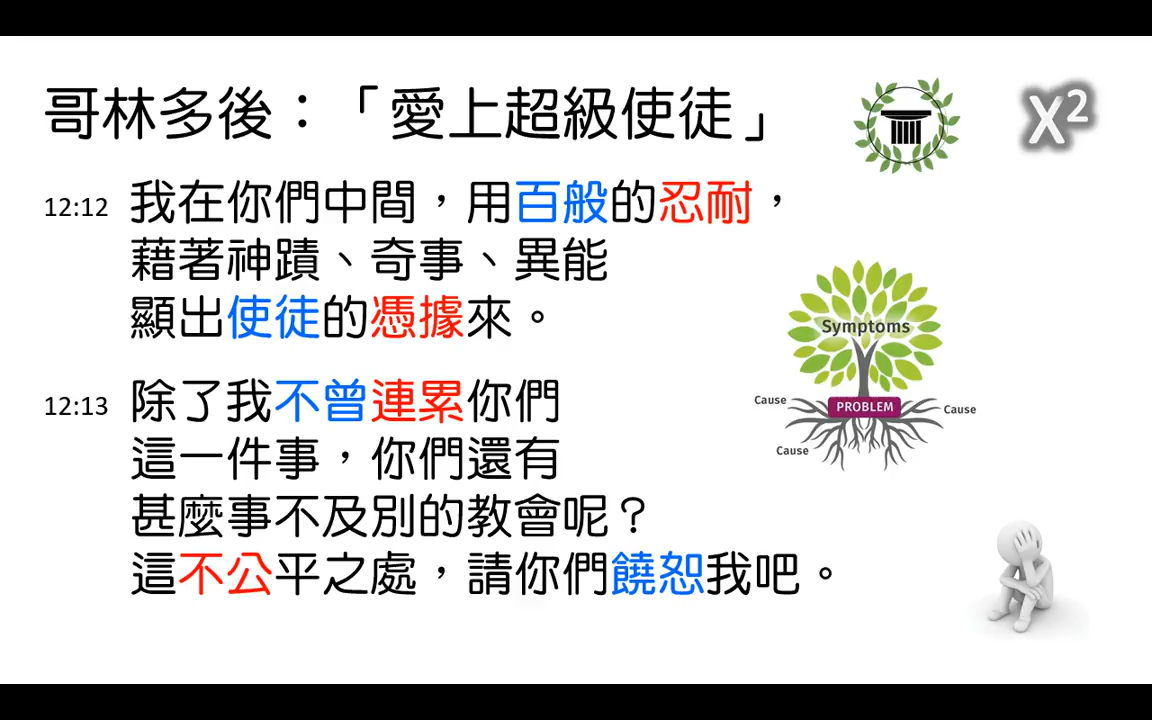 哥林多後：「愛上超級使徒」
X²
12:12 我在你們中間，用百般的忍耐，
藉著神蹟、奇事、異能
顯出使徒的憑據來。
12:13 除了我不曾連累你們
這一件事，你們還有
甚麼事不及別的教會呢？
這不公平之處，請你們饒恕我吧。
Symptoms
Cause
PROBLEM
Cause
Cause